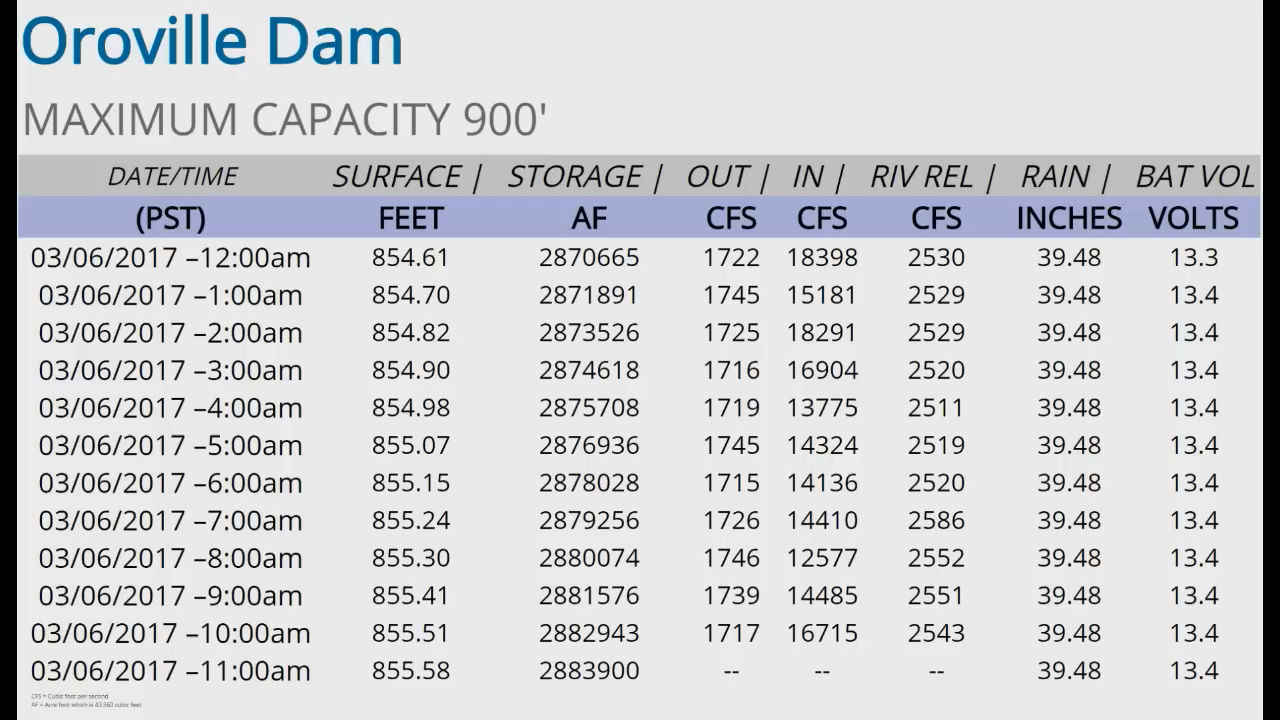 Oroville Dam
MAXIMUM CAPACITY 900'
DATE/TIME SURFACE | STORAGE | OUT | IN | RIV REL | RAIN | BAT VOL
(PST) FEET AF CFS CFS CFS INCHES VOLTS
03/06/2017 –12:00am 854.61 2870665 1722 18398 2530 39.48 13.3
03/06/2017 –1:00am 854.70 2871891 1745 15181 2529 39.48 13.4
03/06/2017 –2:00am 854.82 2873526 1725 18291 2529 39.48 13.4
03/06/2017 –3:00am 854.90 2874618 1716 16904 2520 39.48 13.4
03/06/2017 –4:00am 854.98 2875708 1719 13775 2511 39.48 13.4
03/06/2017 –5:00am 855.07 2876936 1745 14324 2519 39.48 13.4
03/06/2017 –6:00am 855.15 2878028 1715 14136 2520 39.48 13.4
03/06/2017 –7:00am 855.24 2879256 1726 14410 2586 39.48 13.4
03/06/2017 –8:00am 855.30 2880074 1746 12577 2552 39.48 13.4
03/06/2017 –9:00am 855.41 2881576 1739 14485 2551 39.48 13.4
03/06/2017 –10:00am 855.51 2882943 1717 16715 2543 39.48 13.4
03/06/2017 –11:00am 855.58 2883900 -- -- -- 39.48 13.4
CFS = Cubic foot per second
AF = Acre foot which is 43,560 cubic feet